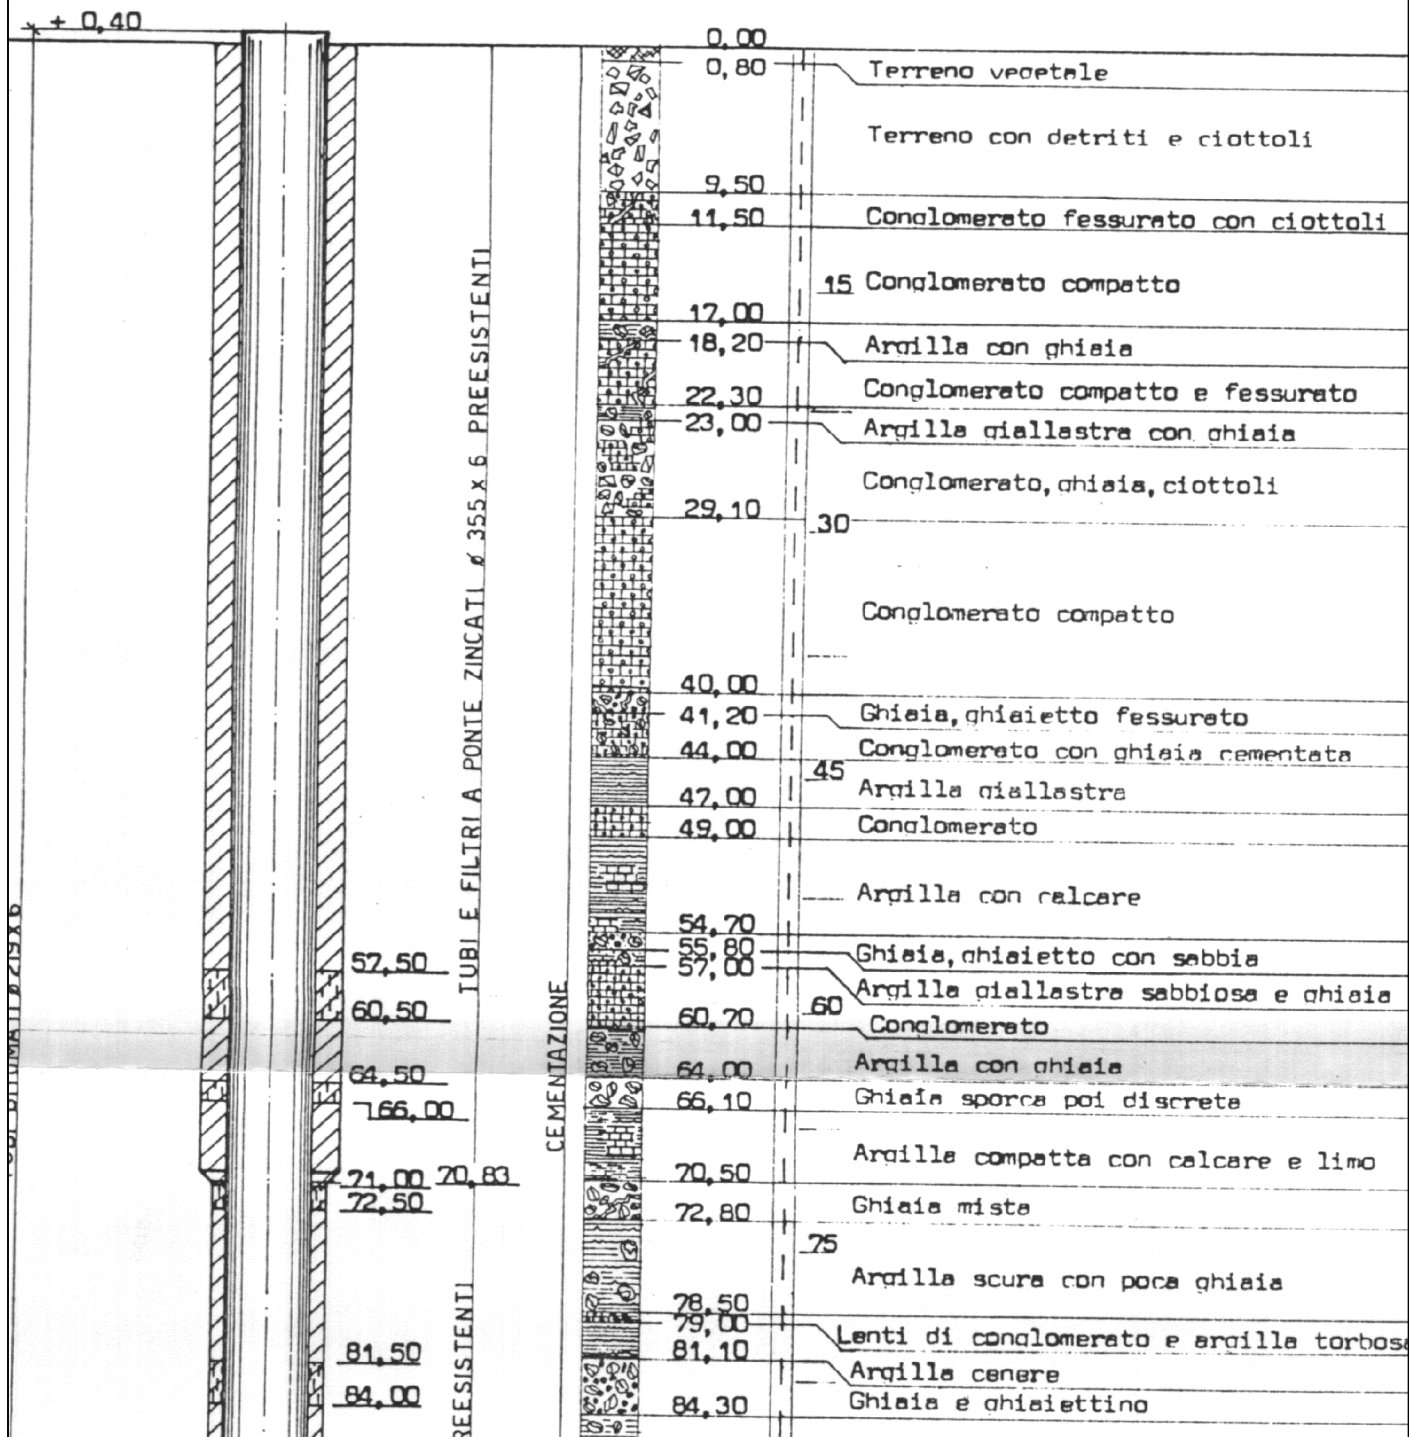 + 0,40
0,00
0,80
Terreno vegetale
Terreno con detriti e ciottoli
9,50
11,50
Conglomerato fessurato con ciottoli
15
Conglomerato compatto
17,00
18,20
Argilla con ghiaia
22,30
Conglomerato compatto e fessurato
23,00
Argilla giallastra con ghiaia
Conglomerato, ghiaia, ciottoli
29,10
30
Conglomerato compatto
40,00
41,20
Ghiaia, ghiaietto fessurato
44,00
Conglomerato con ghiaia cementata
45
Argilla giallastra
47,00
49,00
Conglomerato
Argilla con calcare
54,70
55,80
Ghiaia, ghiaietto con sabbia
57,00
Argilla giallastra sabbiosa e ghiaia
60
60,70
Conglomerato
Argilla con ghiaia
64,00
66,10
Ghiaia sporca poi discreta
Argilla compatta con calcare e limo
70,50
Ghiaia mista
72,80
75
Argilla scura con poca ghiaia
78,50
79,00
Lenti di conglomerato e argilla torbosa
81,10
Argilla cenere
84,30
Ghiaia e ghiaiettino
57,50
60,50
64,50
66,00
71,00 70,83
72,50
81,50
84,00
TUBI E FILTRI A PONTE ZINCATI ø 355 x 6 PREESISTENTI
CEMENTAZIONE
REESISTENTI